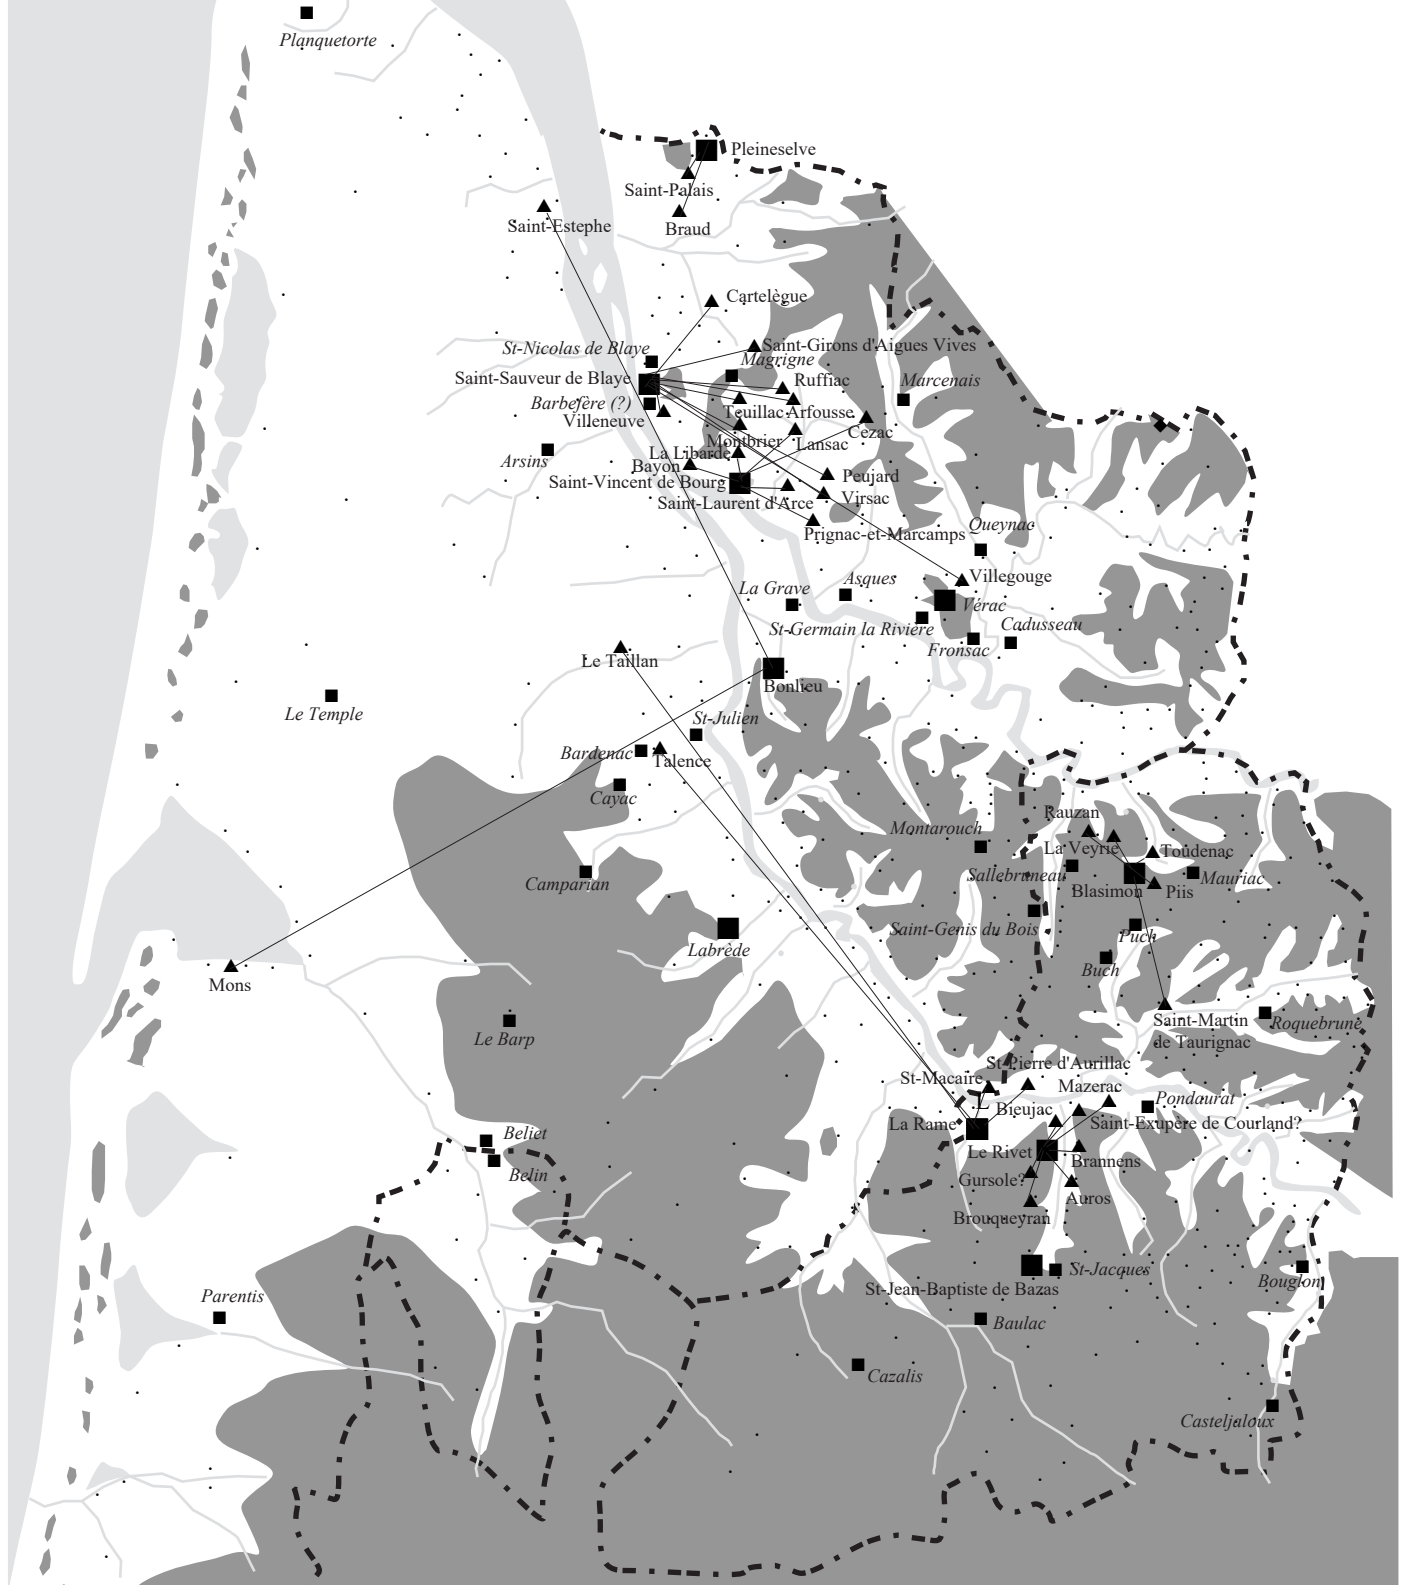 Planquetorte
Pleineselve
Saint-Palais
Braud
Saint-Estephe
Cartelègue
St-Nicolas de Blaye
Saint-Girons d'Aigues Vives
Magrigne
Saint-Sauveur de Blaye
Ruffiac
Marcenais
Barbefère (?)
Teuillac
Arfousse
Villeneuve
Cezac
Montbrier
Lansac
Arsins
La Libarde
Bayon
Peujard
Saint-Vincent de Bourg
Virsac
Saint-Laurent d'Arce
Prignac-et-Marcamps
Queynac
Asques
Villegouge
La Grave
Vérac
St-Germain la Rivière
Cadusseau
Fronsac
Le Taillan
Bonlieu
Le Temple
St-Julien
Bardenac
Talence
Cayac
Rauzan
Montarouch
La Veyrie
Toudenac
Sallebruneau
Mauriac
Camparian
Blasimon
Piis
Saint-Genis du Bois
Puch
Labrède
Buch
Mons
Saint-Martin
de Taurignac
Roquebrune
Le Barp
St-Pierre d'Aurillac
St-Macaire
Mazerac
Pondaurat
Bieujac
La Rame
Saint-Exupère de Courland?
Beliet
Le Rivet
Brannens
Belin
Gursole?
Auros
Brouqueyran
St-Jacques
Bouglon
St-Jean-Baptiste de Bazas
Parentis
Baulac
Cazalis
Casteljaloux